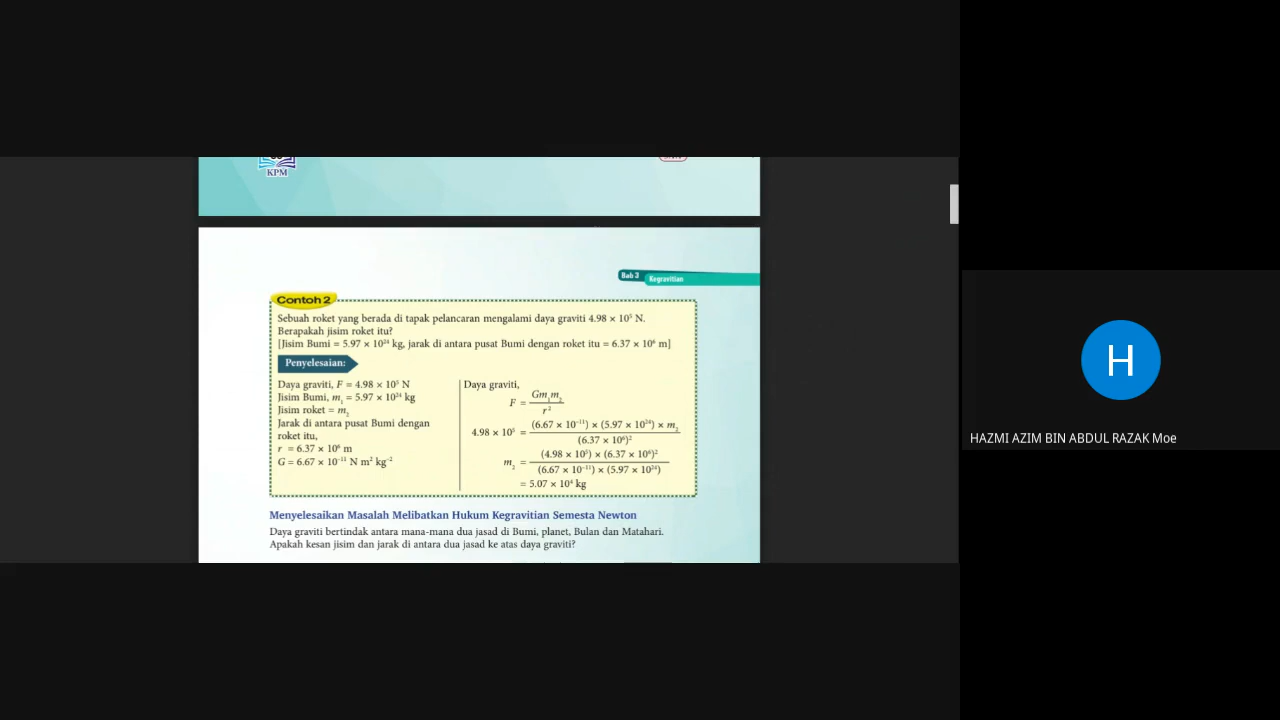 KPM
Bab 3 Kegravitian
Contoh 2
Sebuah roket yang berada di tapak pelancaran mengalami daya graviti 4.98 × 10⁵ N.
Berapakah jisim roket itu?
[Jisim Bumi = 5.97 × 10²⁴ kg, jarak di antara pusat Bumi dengan roket itu = 6.37 × 10⁶ m]
Penyelesaian:
Daya graviti, F = 4.98 × 10⁵ N
Jisim Bumi, m₁ = 5.97 × 10²⁴ kg
Jisim roket = m₂
Jarak di antara pusat Bumi dengan
roket itu,
r = 6.37 × 10⁶ m
G = 6.67 × 10⁻¹¹ N m² kg⁻²
Daya graviti,
F = Gm₁m₂ / r²
4.98 × 10⁵ = (6.67 × 10⁻¹¹) × (5.97 × 10²⁴) × m₂ / (6.37 × 10⁶)²
m₂ = (4.98 × 10⁵) × (6.37 × 10⁶)² / (6.67 × 10⁻¹¹) × (5.97 × 10²⁴)
= 5.07 × 10⁴ kg
Menyelesaikan Masalah Melibatkan Hukum Kegravitian Semesta Newton
Daya graviti bertindak antara mana-mana dua jasad di Bumi, planet, Bulan dan Matahari.
Apakah kesan jisim dan jarak di antara dua jasad ke atas daya graviti?
H
HAZMI AZIM BIN ABDUL RAZAK Moe